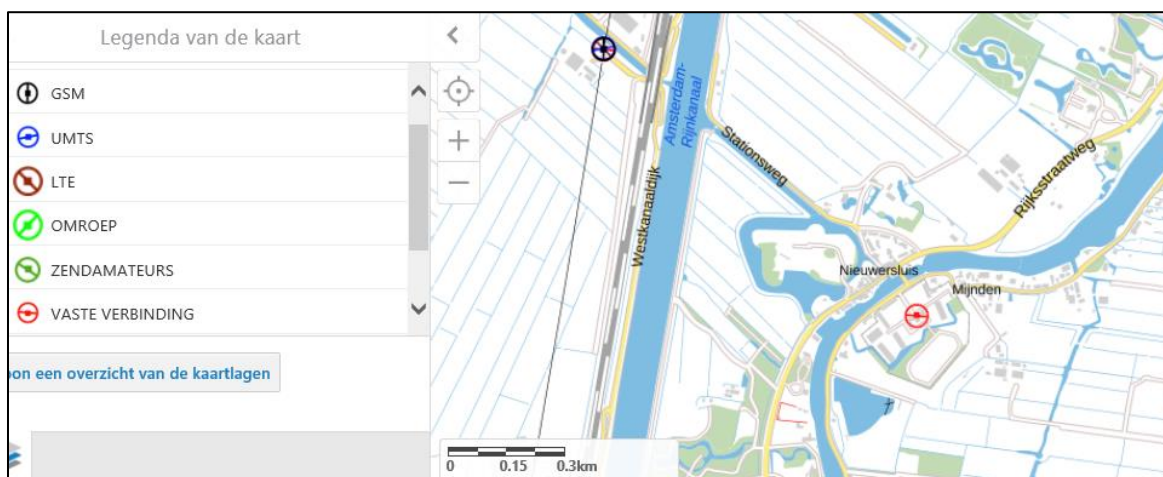 Legenda van de kaart
GSM
UMTS
LTE
OMROEP
ZENDAMATEURS
VASTE VERBINDING
oon een overzicht van de kaartlagen
Amsterdam-
Rijnkanaal
Westkanaaldijk
Stationsweg
Rijksstraatweg
Nieuwersluis
Mijnden
0 0.15 0.3km